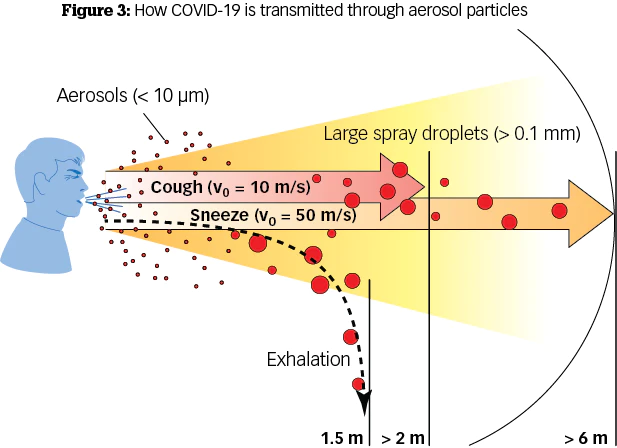 Figure 3: How COVID-19 is transmitted through aerosol particles
Aerosols (< 10 µm)
Large spray droplets (> 0.1 mm)
Cough (v₀ = 10 m/s)
Sneeze (v₀ = 50 m/s)
Exhalation
1.5 m
> 2 m
> 6 m